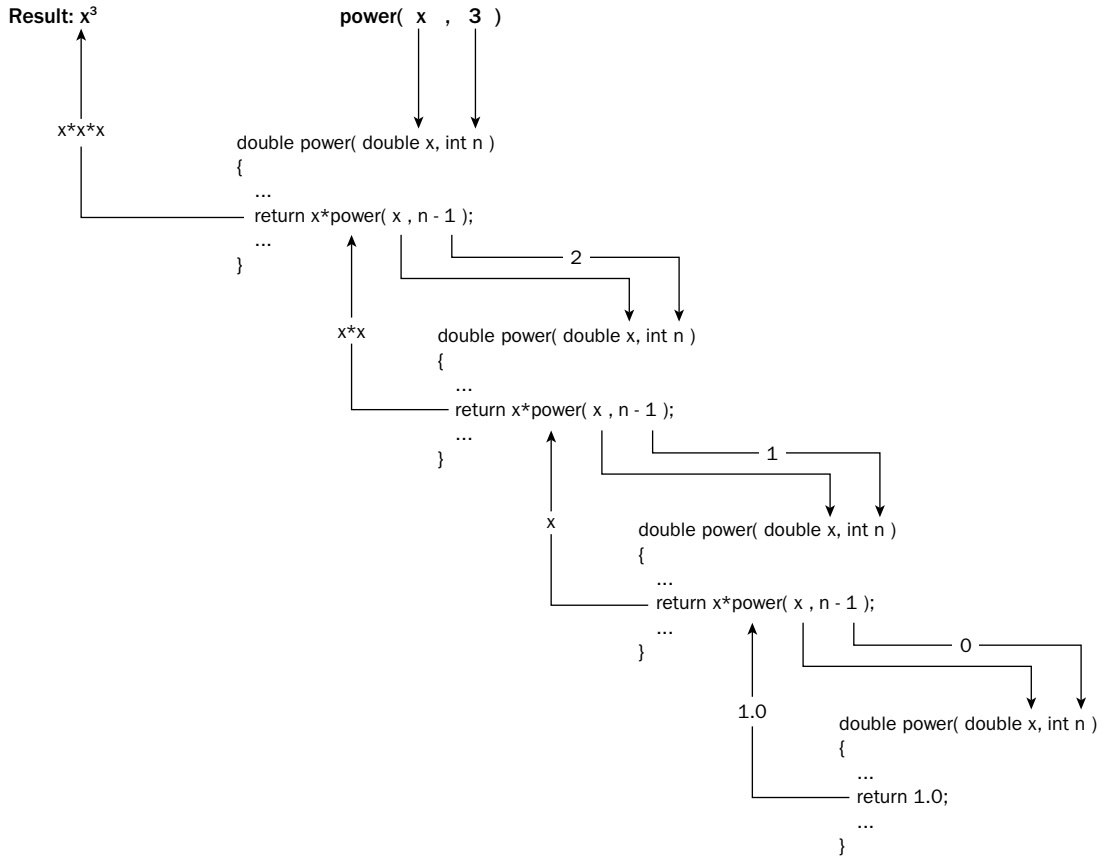 Result: x³
power( x , 3 )
x*x*x
double power( double x, int n )
{
...
return x*power( x , n - 1 );
...
}
2
x*x
double power( double x, int n )
{
...
return x*power( x , n - 1 );
...
}
1
x
double power( double x, int n )
{
...
return x*power( x , n - 1 );
...
}
0
1.0
double power( double x, int n )
{
...
return 1.0;
...
}